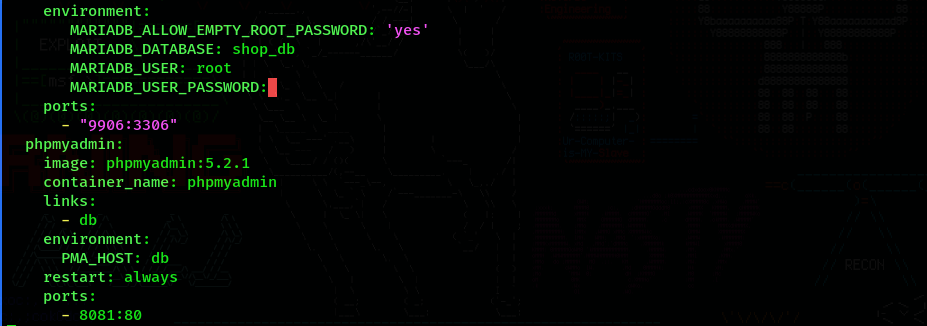 environment:
MARIADB_ALLOW_EMPTY_ROOT_PASSWORD: 'yes'
MARIADB_DATABASE: shop_db
MARIADB_USER: root
MARIADB_USER_PASSWORD:
ports:
- "9906:3306"
phpmyadmin:
image: phpmyadmin:5.2.1
container_name: phpmyadmin
links:
- db
environment:
PMA_HOST: db
restart: always
ports:
- 8081:80
RECON